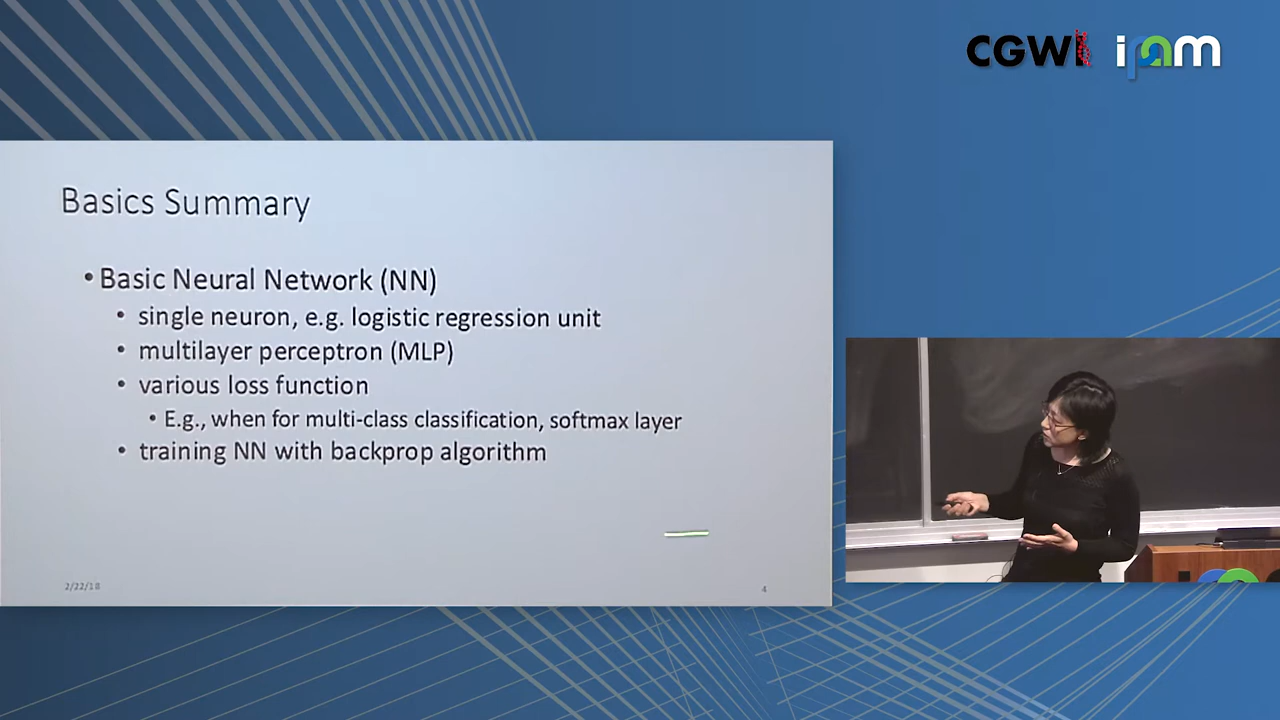 CGWI ipam
Basics Summary
• Basic Neural Network (NN)
• single neuron, e.g. logistic regression unit
• multilayer perceptron (MLP)
• various loss function
• E.g., when for multi-class classification, softmax layer
• training NN with backprop algorithm
2/22/18
4